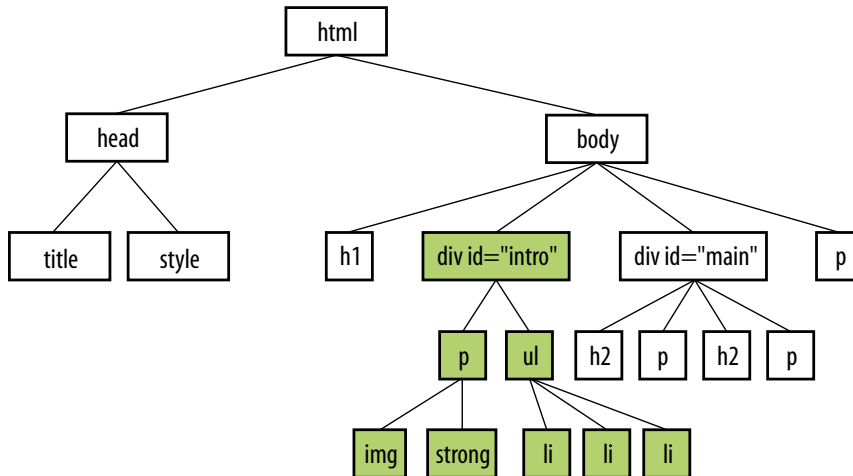 html
head
body
title
style
h1
div id="intro"
div id="main"
p
p
ul
h2
p
h2
p
img
strong
li
li
li